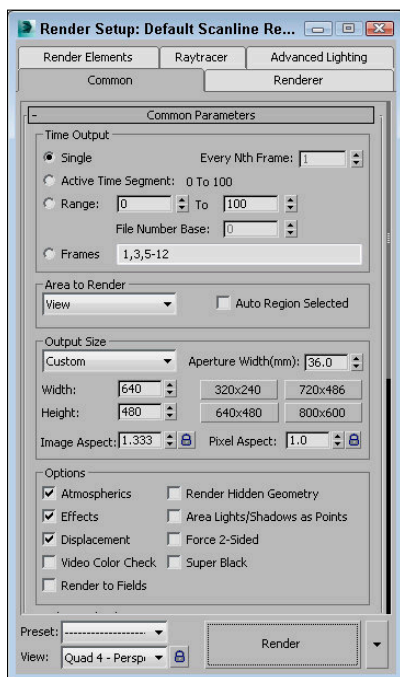 Render Setup: Default Scanline Re...
Render Elements Raytracer Advanced Lighting
Common Renderer
- Common Parameters
Time Output
Single Every Nth Frame: 1
Active Time Segment: 0 To 100
Range: 0 To 100
File Number Base: 0
Frames 1,3,5-12
Area to Render
View Auto Region Selected
Output Size
Custom Aperture Width(mm): 36.0
Width: 640 320x240 720x486
Height: 480 640x480 800x600
Image Aspect: 1.333 Pixel Aspect: 1.0
Options
Atmospherics Render Hidden Geometry
Effects Area Lights/Shadows as Points
Displacement Force 2-Sided
Video Color Check Super Black
Render to Fields
Preset: --------------------
View: Quad 4 - Persp Render